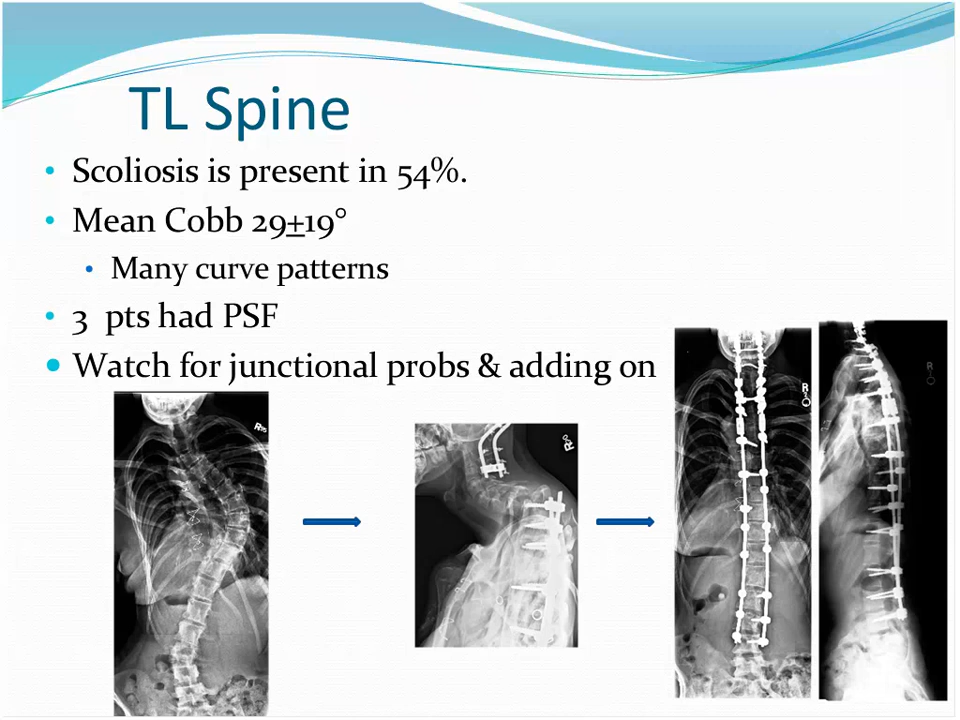 TL Spine
• Scoliosis is present in 54%.
• Mean Cobb 29±19°
• Many curve patterns
• 3 pts had PSF
• Watch for junctional probs & adding on